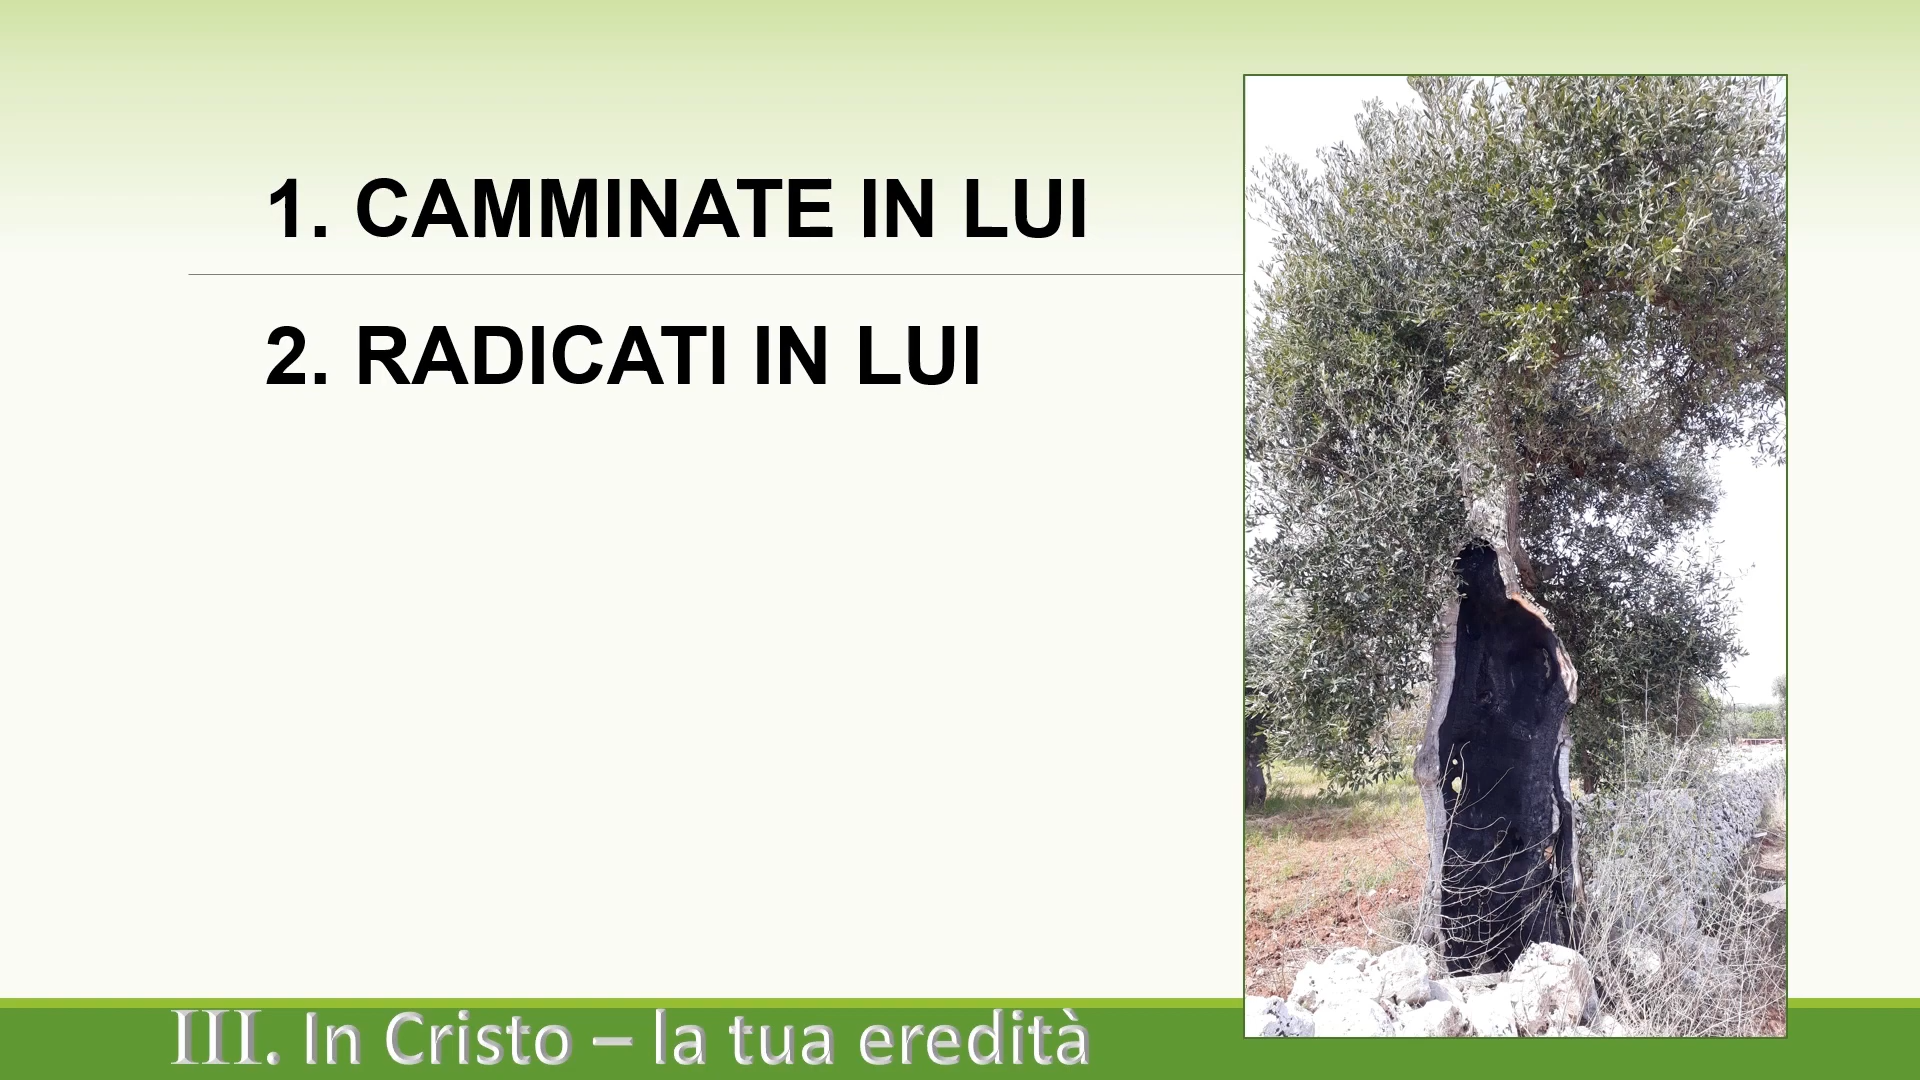 1. CAMMINATE IN LUI
2. RADICATI IN LUI
III. In Cristo – la tua eredità